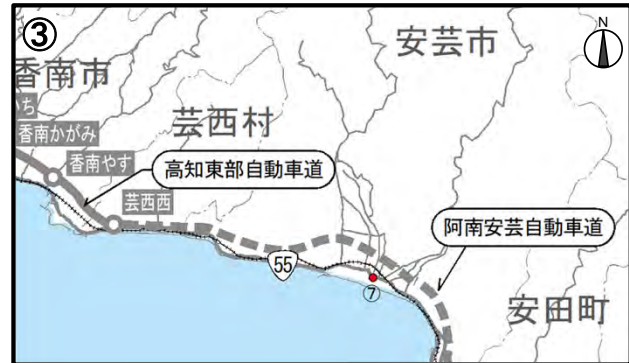 ③
N
安芸市
香南市
芸西村
いち
香南かがみ
香南やす
高知東部自動車道
芸西西
阿南安芸自動車道
55
⑦
安田町